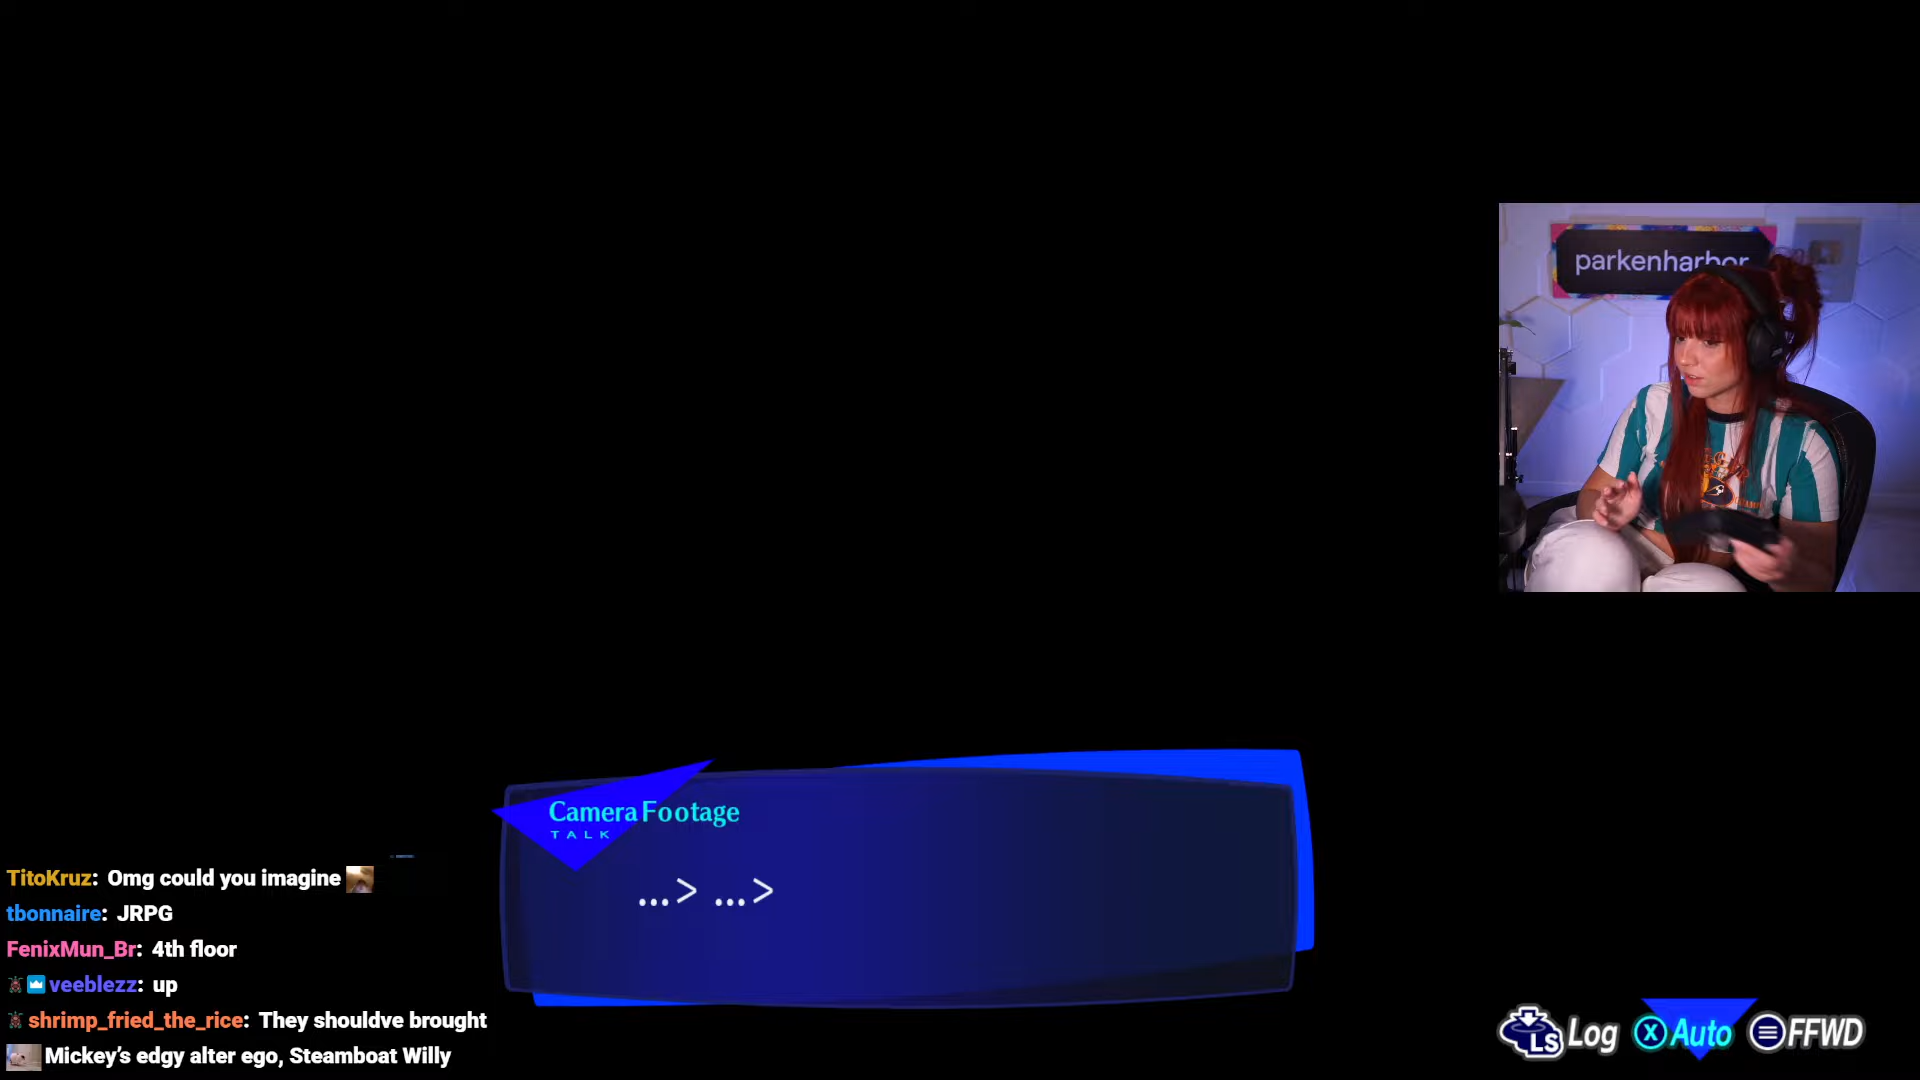 parkenharbor
Camera Footage
TALK
...> ...>
TitoKruz: Omg could you imagine
tbonnaire: JRPG
FenixMun_Br: 4th floor
veeblezz: up
shrimp_fried_the_rice: They shouldve brought
Mickey’s edgy alter ego, Steamboat Willy
LS Log X Auto FFWD